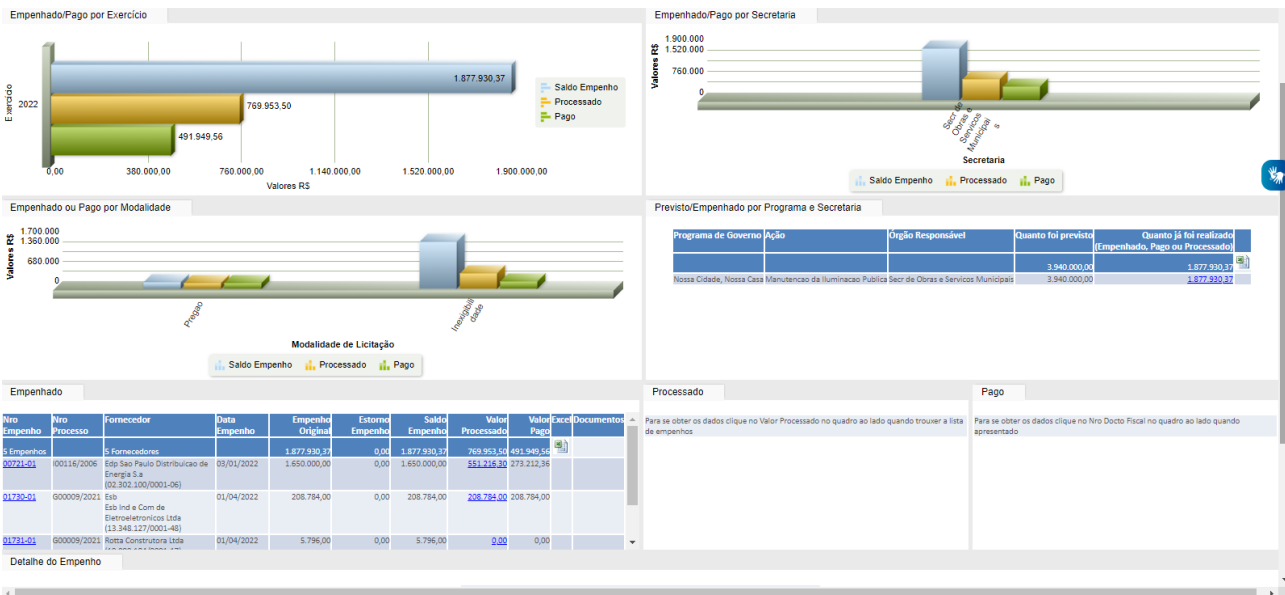 Empenhado/Pago por Exercício
Exercício
2022
1.877.930,37
769.953,50
491.949,56
0,00 380.000,00 760.000,00 1.140.000,00 1.520.000,00 1.900.000,00
Valores R$
Saldo Empenho
Processado
Pago
Empenhado/Pago por Secretaria
Valores R$
1.900.000
1.520.000
760.000
0
Secr de
Obras e
Servicos
Municipai
s
Secretaria
Saldo Empenho Processado Pago
Empenhado ou Pago por Modalidade
Valores R$
1.700.000
1.360.000
680.000
0
Pregao
Inexigibili
dade
Modalidade de Licitação
Saldo Empenho Processado Pago
Previsto/Empenhado por Programa e Secretaria
Programa de Governo Ação Órgão Responsável Quanto foi previsto Quanto já foi realizado
(Empenhado, Pago ou Processado)
3.940.000,00 1.877.930,37
Nossa Cidade, Nossa Casa Manutencao da Iluminacao Publica Secr de Obras e Servicos Municipais 3.940.000,00 1.877.930,37
Empenhado
Nro Nro Fornecedor Data Empenho Estorno Saldo Valor Valor Excel Documentos
Empenho Processo Empenho Original Empenho Empenho Processado Pago
5 Empenhos 5 Fornecedores 1.877.930,37 0,00 1.877.930,37 769.953,50 491.949,56
00721-01 I00116/2006 Edp Sao Paulo Distribuicao de 03/01/2022 1.650.000,00 0,00 1.650.000,00 551.216,30 273.212,36
Energia S.a
(02.302.100/0001-06)
01730-01 G00009/2021 Esb 01/04/2022 208.784,00 0,00 208.784,00 208.784,00 208.784,00
Esb Ind e Com de
Eletroeletronicos Ltda
(13.348.127/0001-48)
01731-01 G00009/2021 Rotta Construtora Ltda 01/04/2022 5.796,00 0,00 5.796,00 0,00 0,00
Processado
Para se obter os dados clique no Valor Processado no quadro ao lado quando trouxer a lista
de empenhos
Pago
Para se obter os dados clique no Nro Docto Fiscal no quadro ao lado quando
apresentado
Detalhe do Empenho